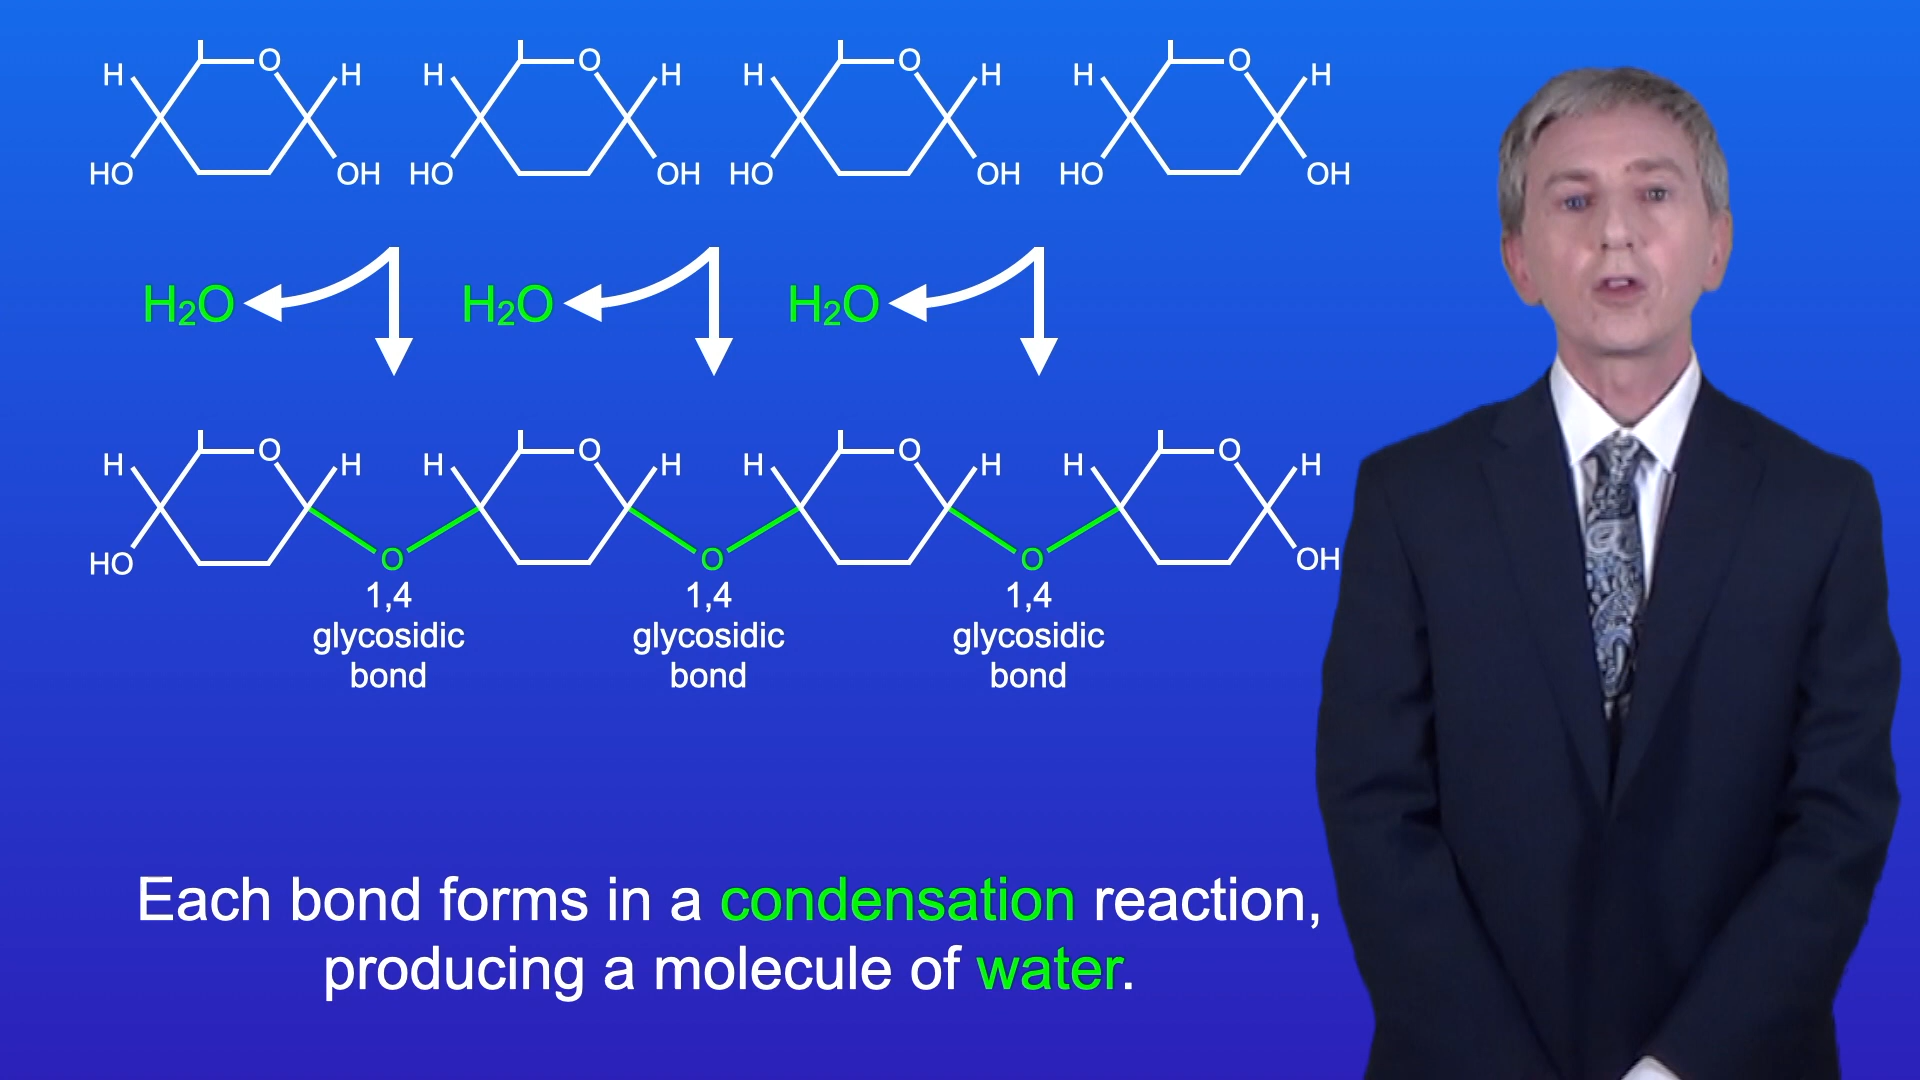 H O H H O H H O H H O H
HO OH HO OH HO OH HO OH
H₂O H₂O H₂O
H O H H O H H O H H O H
HO O O O OH
1,4 1,4 1,4
glycosidic glycosidic glycosidic
bond bond bond
Each bond forms in a condensation reaction,
producing a molecule of water.